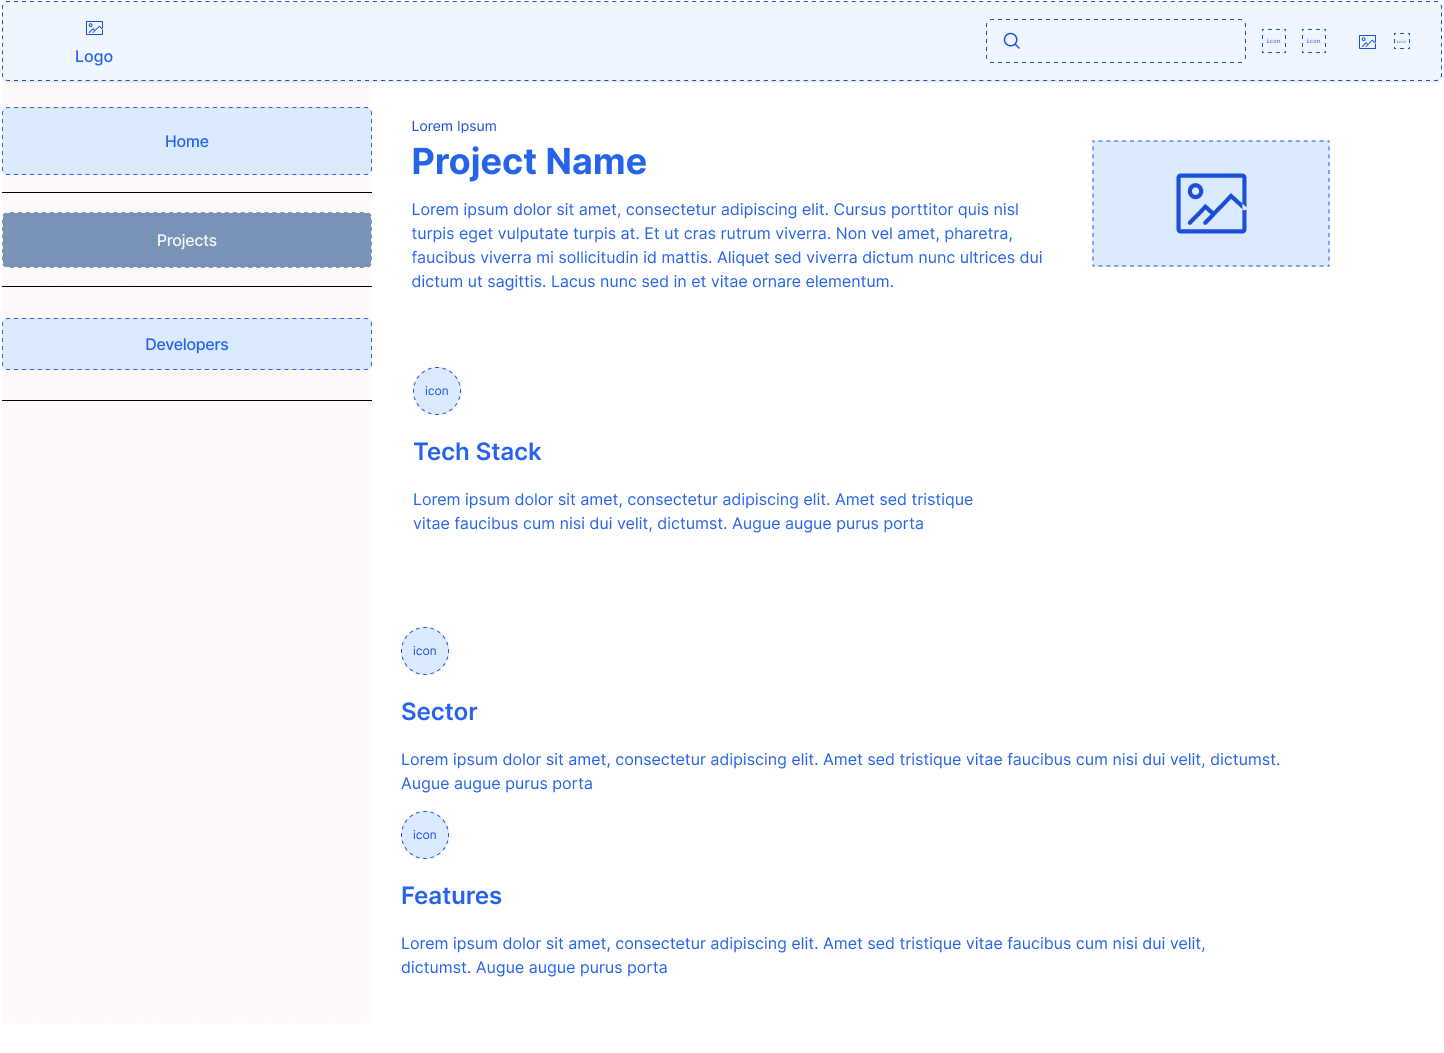 Logo
icon
icon
Home
Projects
Developers
Lorem Ipsum
Project Name
Lorem ipsum dolor sit amet, consectetur adipiscing elit. Cursus porttitor quis nisl
turpis eget vulputate turpis at. Et ut cras rutrum viverra. Non vel amet, pharetra,
faucibus viverra mi sollicitudin id mattis. Aliquet sed viverra dictum nunc ultrices dui
dictum ut sagittis. Lacus nunc sed in et vitae ornare elementum.
icon
Tech Stack
Lorem ipsum dolor sit amet, consectetur adipiscing elit. Amet sed tristique
vitae faucibus cum nisi dui velit, dictumst. Augue augue purus porta
icon
Sector
Lorem ipsum dolor sit amet, consectetur adipiscing elit. Amet sed tristique vitae faucibus cum nisi dui velit, dictumst.
Augue augue purus porta
icon
Features
Lorem ipsum dolor sit amet, consectetur adipiscing elit. Amet sed tristique vitae faucibus cum nisi dui velit,
dictumst. Augue augue purus porta